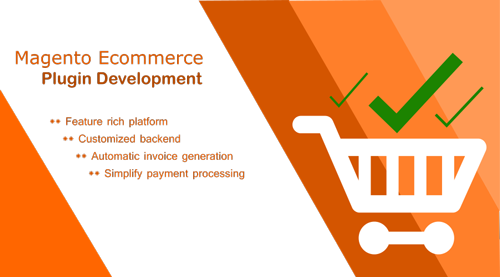 Magento Ecommerce
Plugin Development
Feature rich platform
Customized backend
Automatic invoice generation
Simplify payment processing